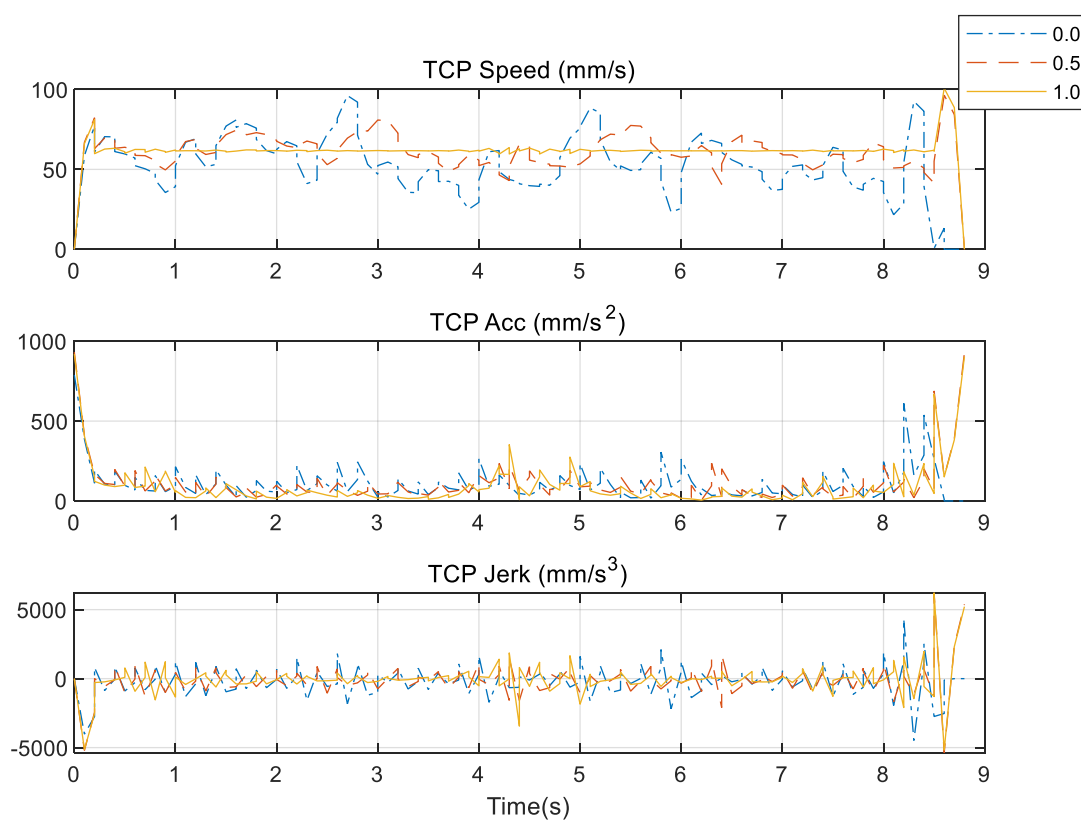 0.0
0.5
1.0
TCP Speed (mm/s)
100
50
0
0 1 2 3 4 5 6 7 8 9
TCP Acc (mm/s²)
1000
500
0
0 1 2 3 4 5 6 7 8 9
TCP Jerk (mm/s³)
5000
0
-5000
0 1 2 3 4 5 6 7 8 9
Time(s)